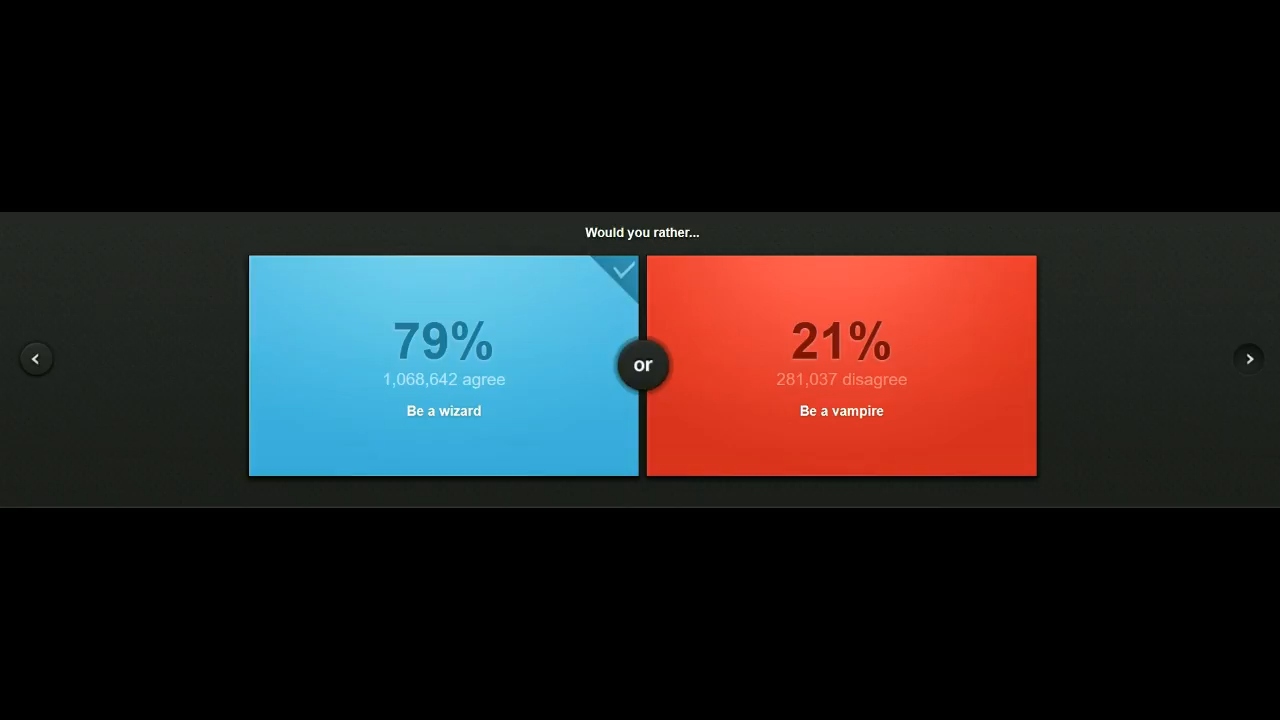 Would you rather...
79%
1,068,642 agree
Be a wizard
or
21%
281,037 disagree
Be a vampire